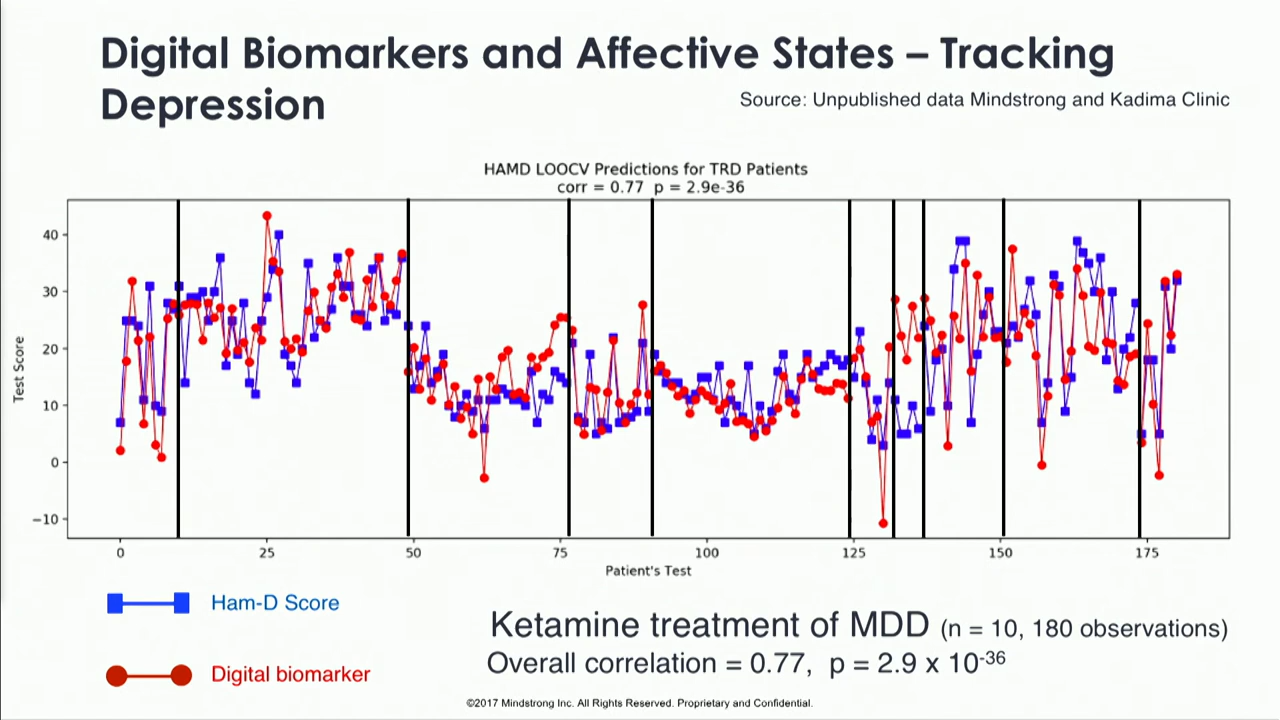 Digital Biomarkers and Affective States – Tracking
Depression
Source: Unpublished data Mindstrong and Kadima Clinic
HAMD LOOCV Predictions for TRD Patients
corr = 0.77  p = 2.9e-36
Test Score
40
30
20
10
0
−10
0 25 50 75 100 125 150 175
Patient's Test
Ham-D Score
Digital biomarker
Ketamine treatment of MDD (n = 10, 180 observations)
Overall correlation = 0.77,  p = 2.9 x 10-36
©2017 Mindstrong Inc. All Rights Reserved. Proprietary and Confidential.